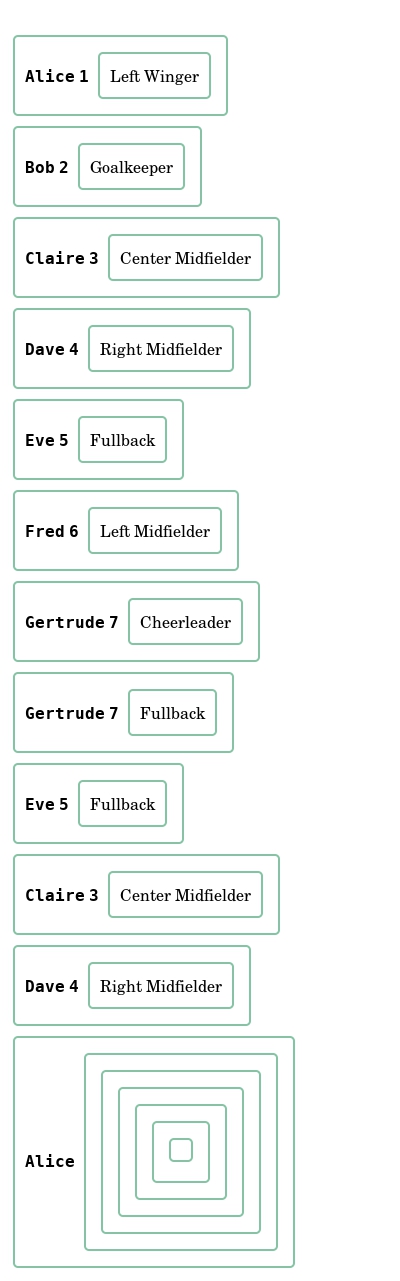 Alice 1 Left Winger
Bob 2 Goalkeeper
Claire 3 Center Midfielder
Dave 4 Right Midfielder
Eve 5 Fullback
Fred 6 Left Midfielder
Gertrude 7 Cheerleader
Gertrude 7 Fullback
Eve 5 Fullback
Claire 3 Center Midfielder
Dave 4 Right Midfielder
Alice